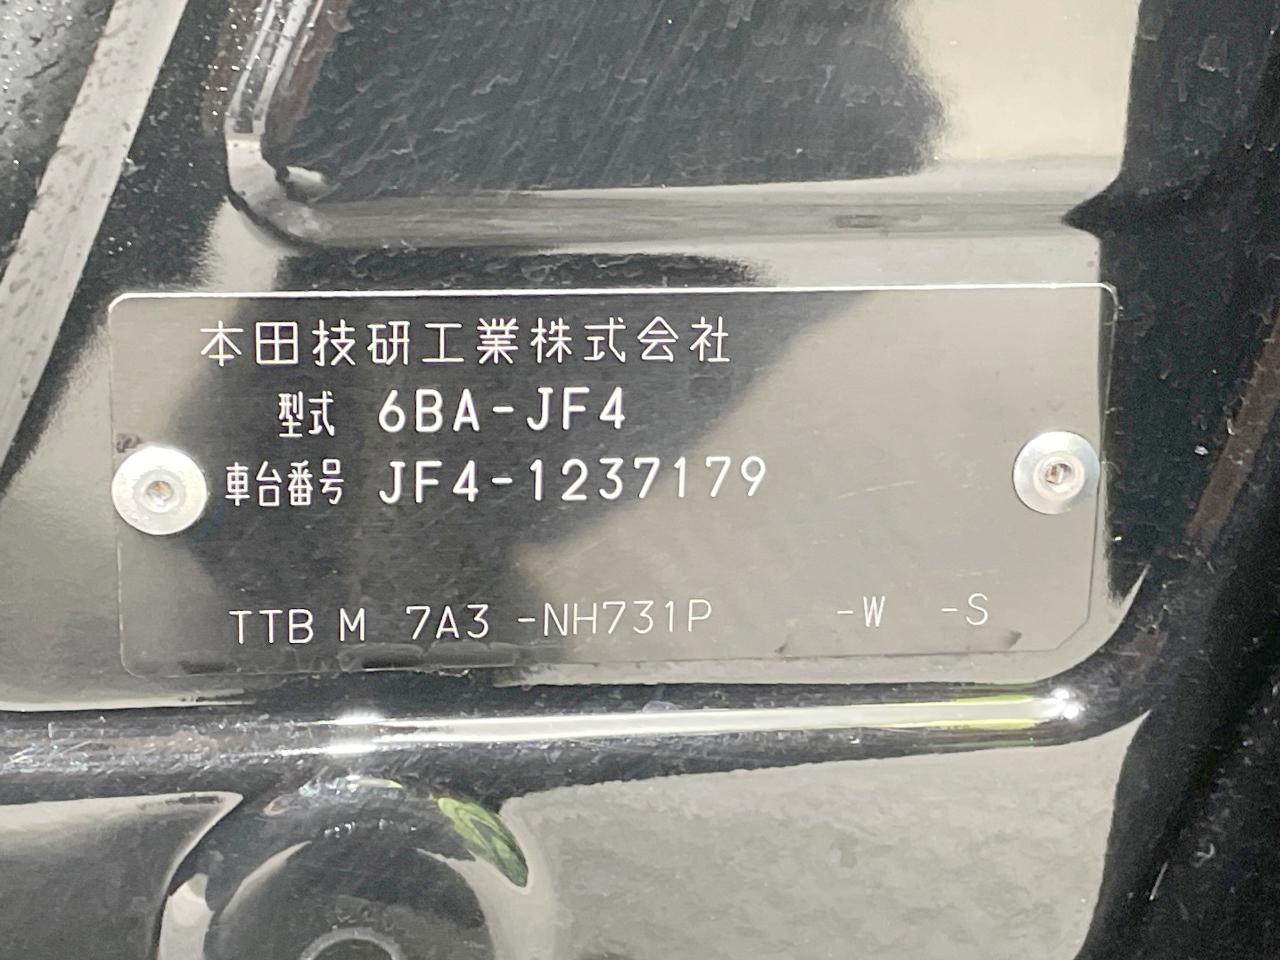 本田技研工業株式会社
型式 6BA-JF4
車台番号 JF4-1237179
TTB M 7A3 -NH731P -W -S